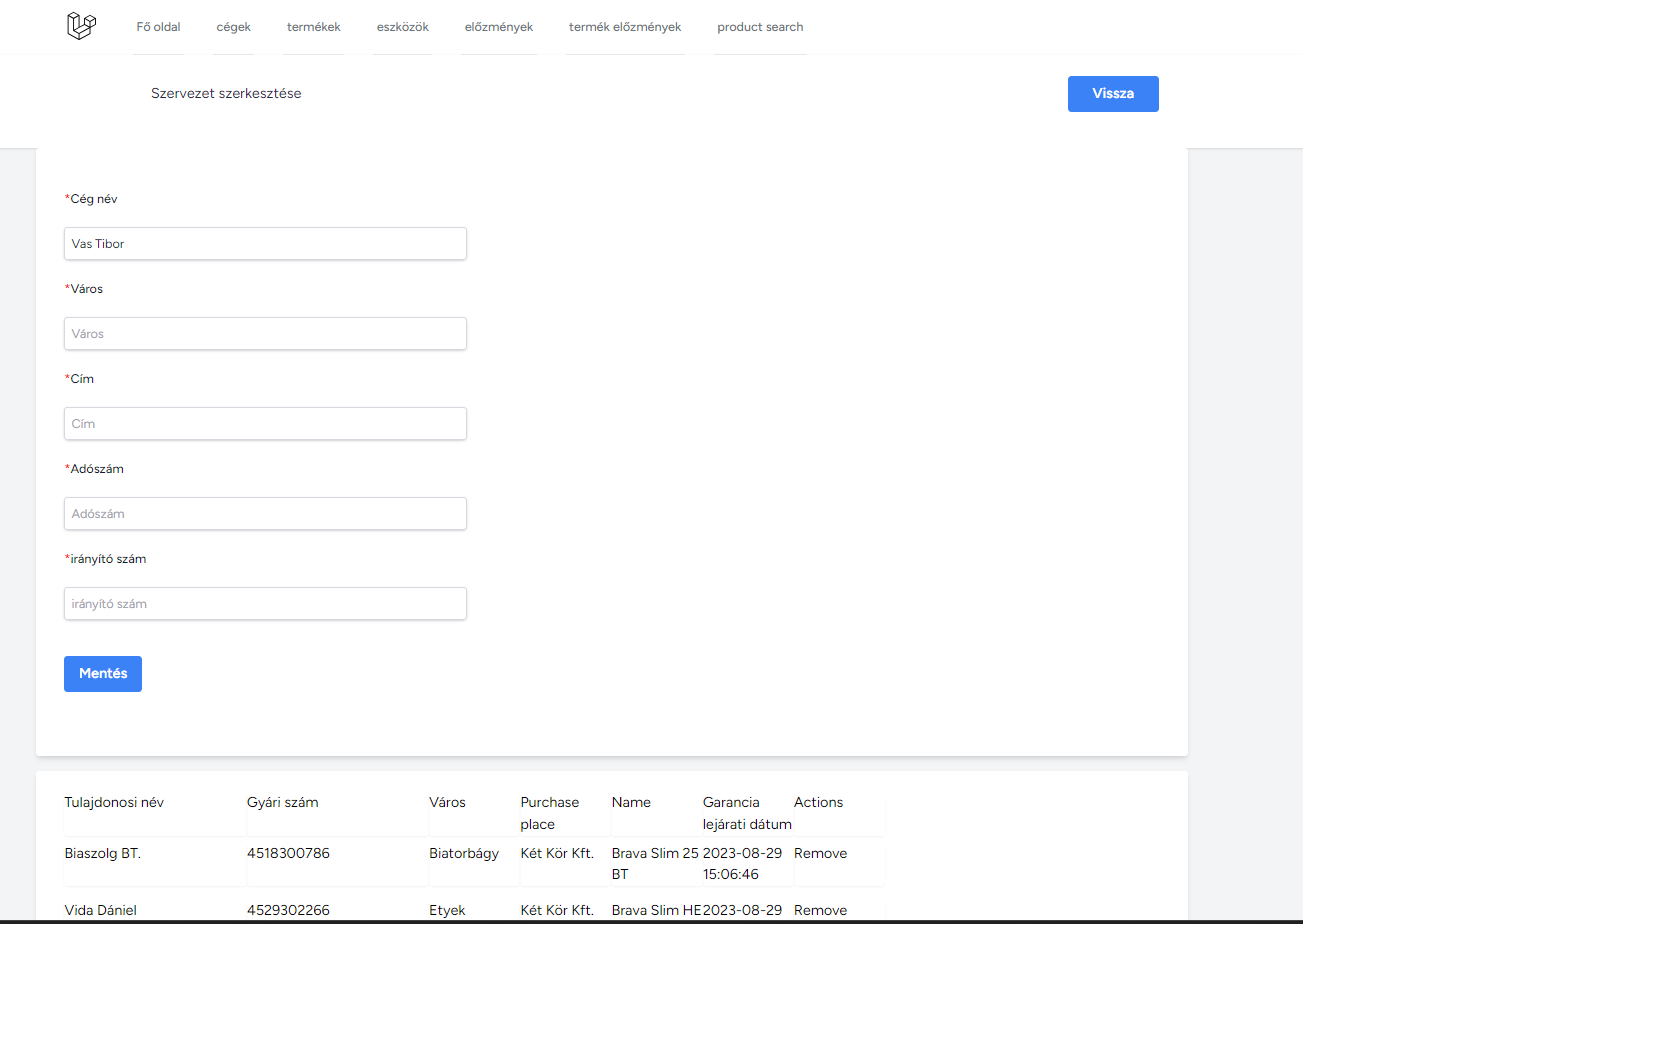 Fő oldal cégek termékek eszközök előzmények termék előzmények product search
Szervezet szerkesztése Vissza
*Cég név
Vas Tibor
*Város
Város
*Cím
Cím
*Adószám
Adószám
*irányító szám
irányító szám
Mentés
Tulajdonosi név Gyári szám Város Purchase place Name Garancia lejárati dátum Actions
Biaszolg BT. 4518300786 Biatorbágy Két Kör Kft. Brava Slim 25 BT 2023-08-29 15:06:46 Remove
Vida Dániel 4529302266 Etyek Két Kör Kft. Brava Slim HE 2023-08-29 Remove